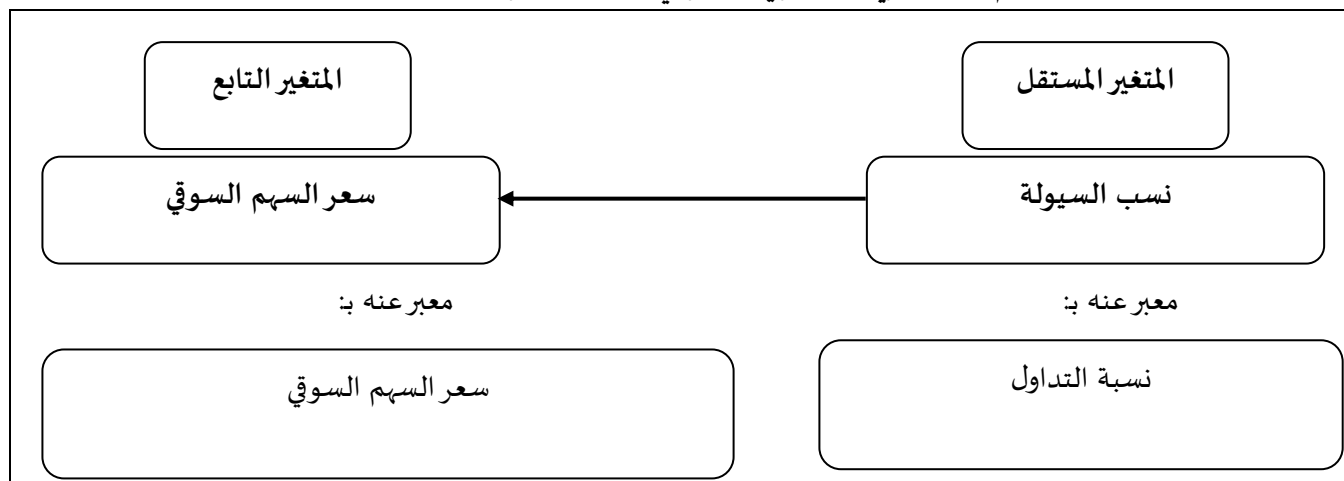 المتغير المستقل
المتغير التابع
نسب السيولة
سعر السهم السوقي
معبر عنه بـ:
معبر عنه بـ:
نسبة التداول
سعر السهم السوقي